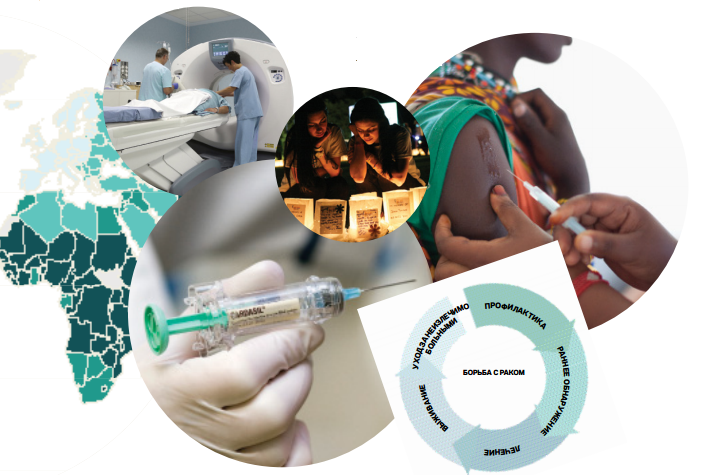 GARDASIL
ПРОФИЛАКТИКА
РАННЕЕ ОБНАРУЖЕНИЕ
ЛЕЧЕНИЕ
ВЫЖИВАНИЕ
УХОД ЗА НЕИЗЛЕЧИМО
БОЛЬНЫМИ
БОРЬБА С РАКОМ